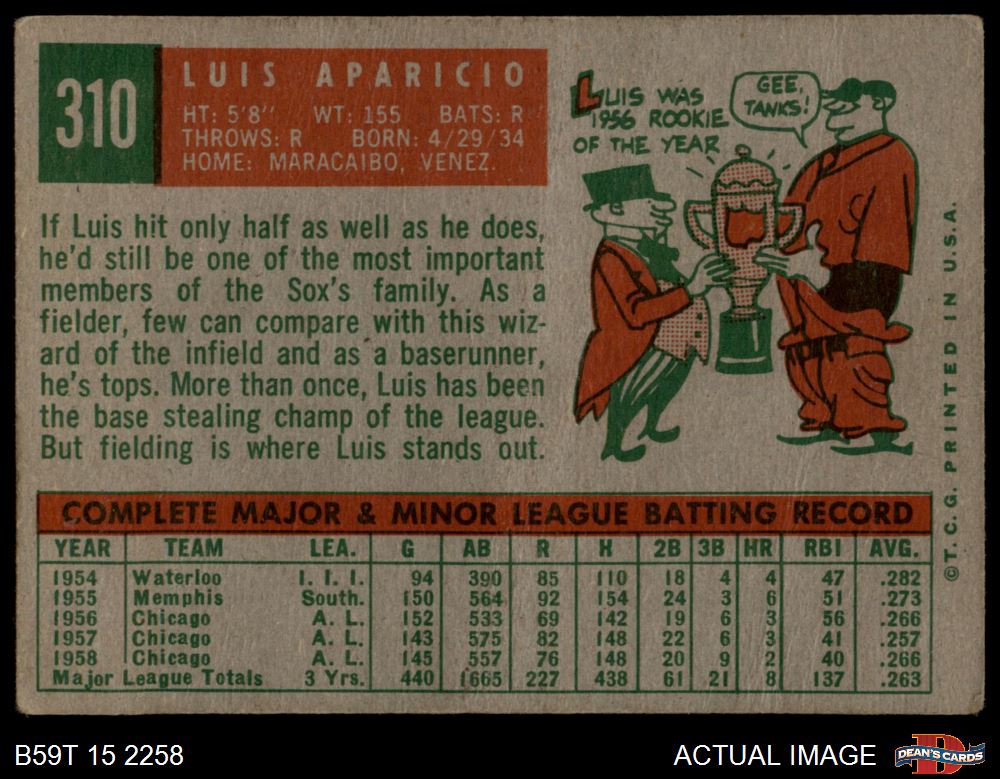 310
LUIS APARICIO
HT: 5'8" WT: 155 BATS: R
THROWS: R BORN: 4/29/34
HOME: MARACAIBO, VENEZ.
If Luis hit only half as well as he does,
he'd still be one of the most important
members of the Sox's family. As a
fielder, few can compare with this wiz-
ard of the infield and as a baserunner,
he's tops. More than once, Luis has been
the base stealing champ of the league.
But fielding is where Luis stands out.
LUIS WAS
1956 ROOKIE
OF THE YEAR
GEE,
TANKS!
©T.C.G. PRINTED IN U.S.A.
COMPLETE MAJOR & MINOR LEAGUE BATTING RECORD
YEAR TEAM LEA. G AB R H 2B 3B HR RBI AVG.
1954 Waterloo I. I. I. 94 390 85 110 18 4 4 47 .282
1955 Memphis South. 150 564 92 154 24 3 6 51 .273
1956 Chicago A. L. 152 533 69 142 19 6 3 56 .266
1957 Chicago A. L. 143 575 82 148 22 6 3 41 .257
1958 Chicago A. L. 145 557 76 148 20 9 2 40 .266
Major League Totals 3 Yrs. 440 1665 227 438 61 21 8 137 .263
B59T 15 2258
ACTUAL IMAGE
DEAN'S CARDS